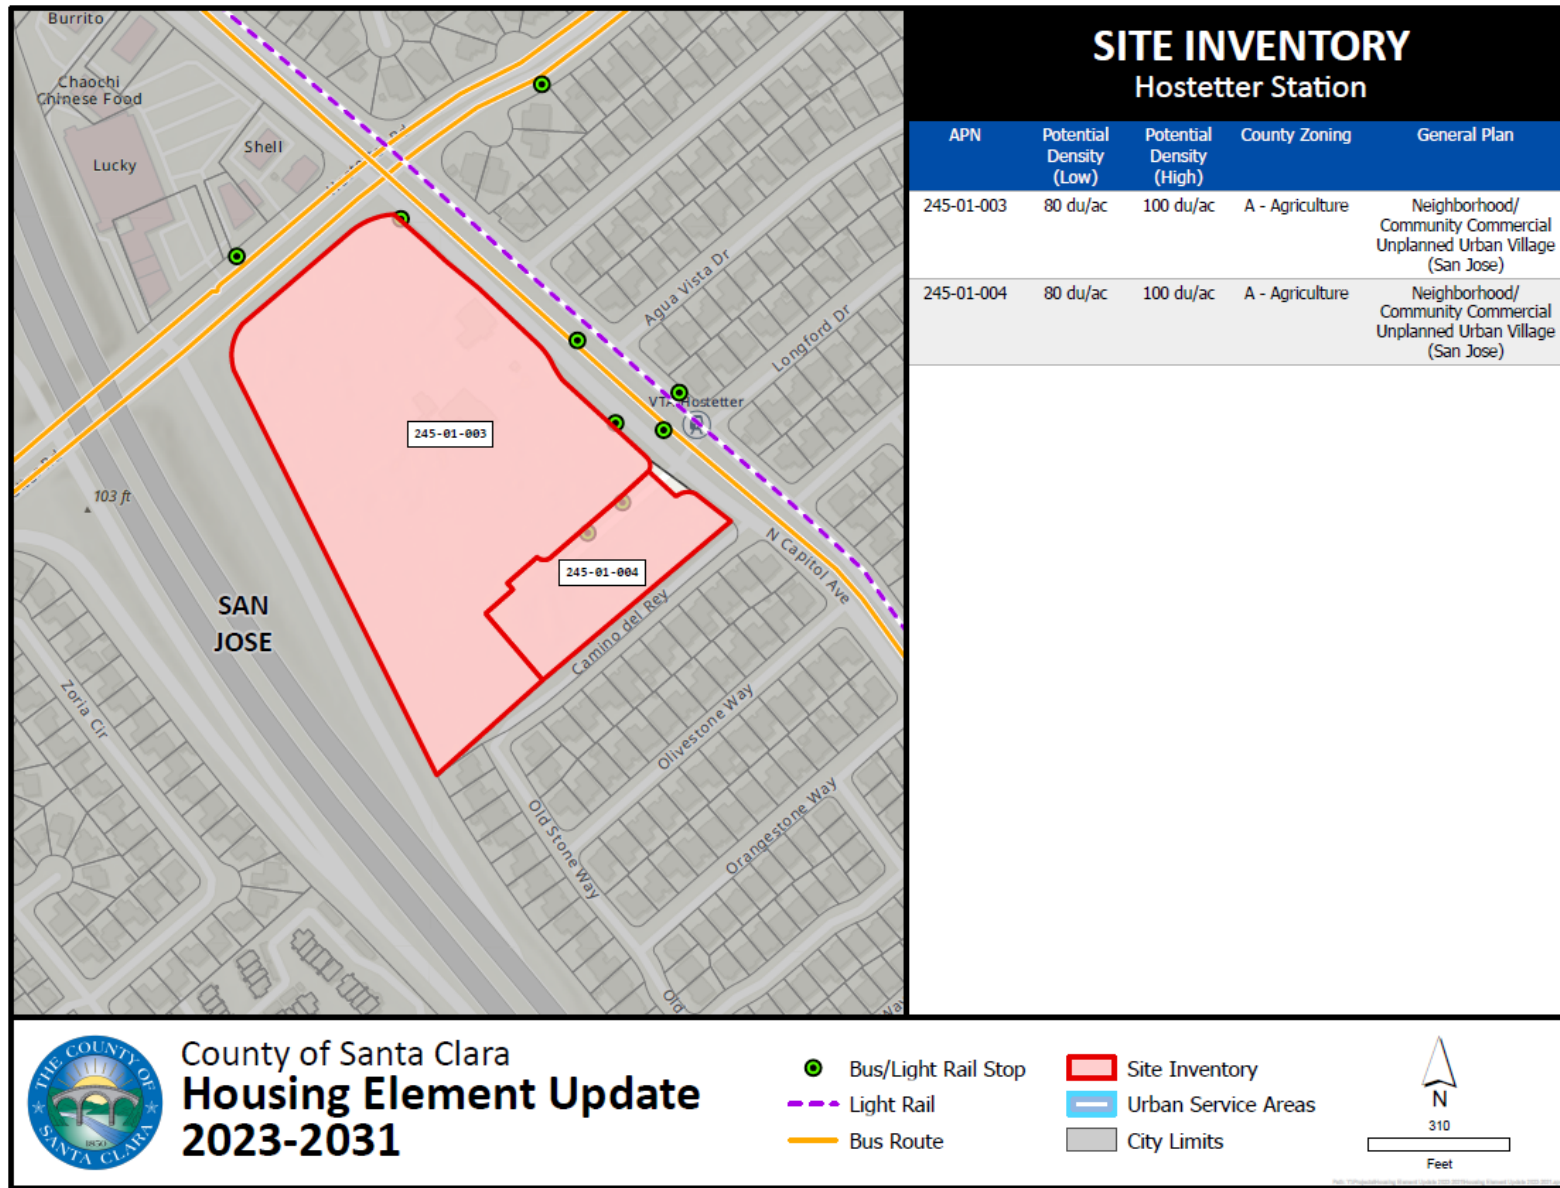 Burrito
Chaochi
Chinese Food
Lucky
Shell
Agua Vista Dr
Longford Dr
VTA Hostetter
245-01-003
103 ft
245-01-004
N Capitol Ave
SAN
JOSE
Camino del Rey
Zoria Cir
Olivestone Way
Old Stone Way
Orangestone Way
Old
Way
SITE INVENTORY
Hostetter Station
APN Potential Density (Low) Potential Density (High) County Zoning General Plan
245-01-003 80 du/ac 100 du/ac A - Agriculture Neighborhood/
Community Commercial
Unplanned Urban Village
(San Jose)
245-01-004 80 du/ac 100 du/ac A - Agriculture Neighborhood/
Community Commercial
Unplanned Urban Village
(San Jose)
THE COUNTY OF
SANTA CLARA
1850
County of Santa Clara
Housing Element Update
2023-2031
Bus/Light Rail Stop
Light Rail
Bus Route
Site Inventory
Urban Service Areas
City Limits
N
310
Feet